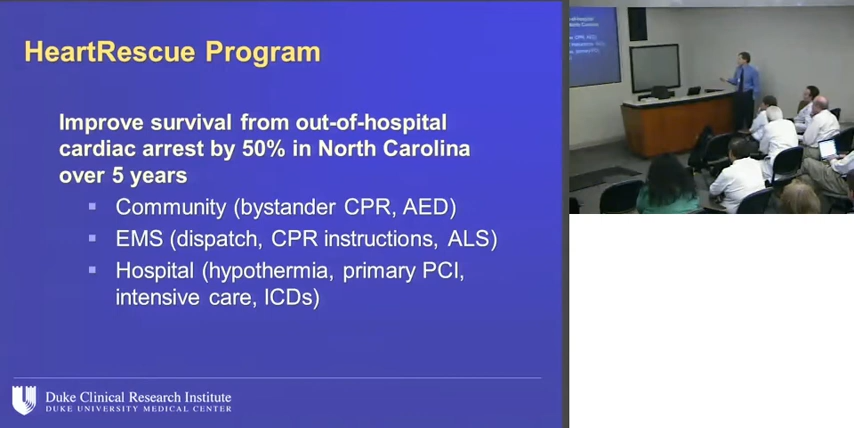 HeartRescue Program
Improve survival from out-of-hospital
cardiac arrest by 50% in North Carolina
over 5 years
Community (bystander CPR, AED)
EMS (dispatch, CPR instructions, ALS)
Hospital (hypothermia, primary PCI,
intensive care, ICDs)
Duke Clinical Research Institute
DUKE UNIVERSITY MEDICAL CENTER